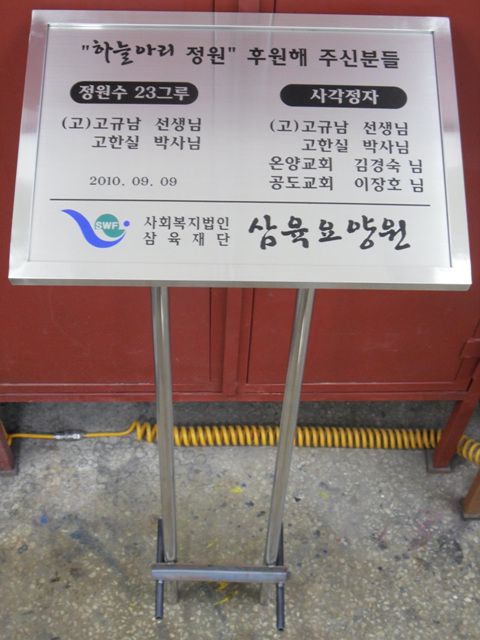 "하늘아리 정원" 후원해 주신분들
정원수 23그루
(고)고규남 선생님
고한실 박사님
2010. 09. 09
사각정자
(고)고규남 선생님
고한실 박사님
온양교회 김경숙 님
공도교회 이장호 님
SWF
사회복지법인
삼육재단
삼육요양원